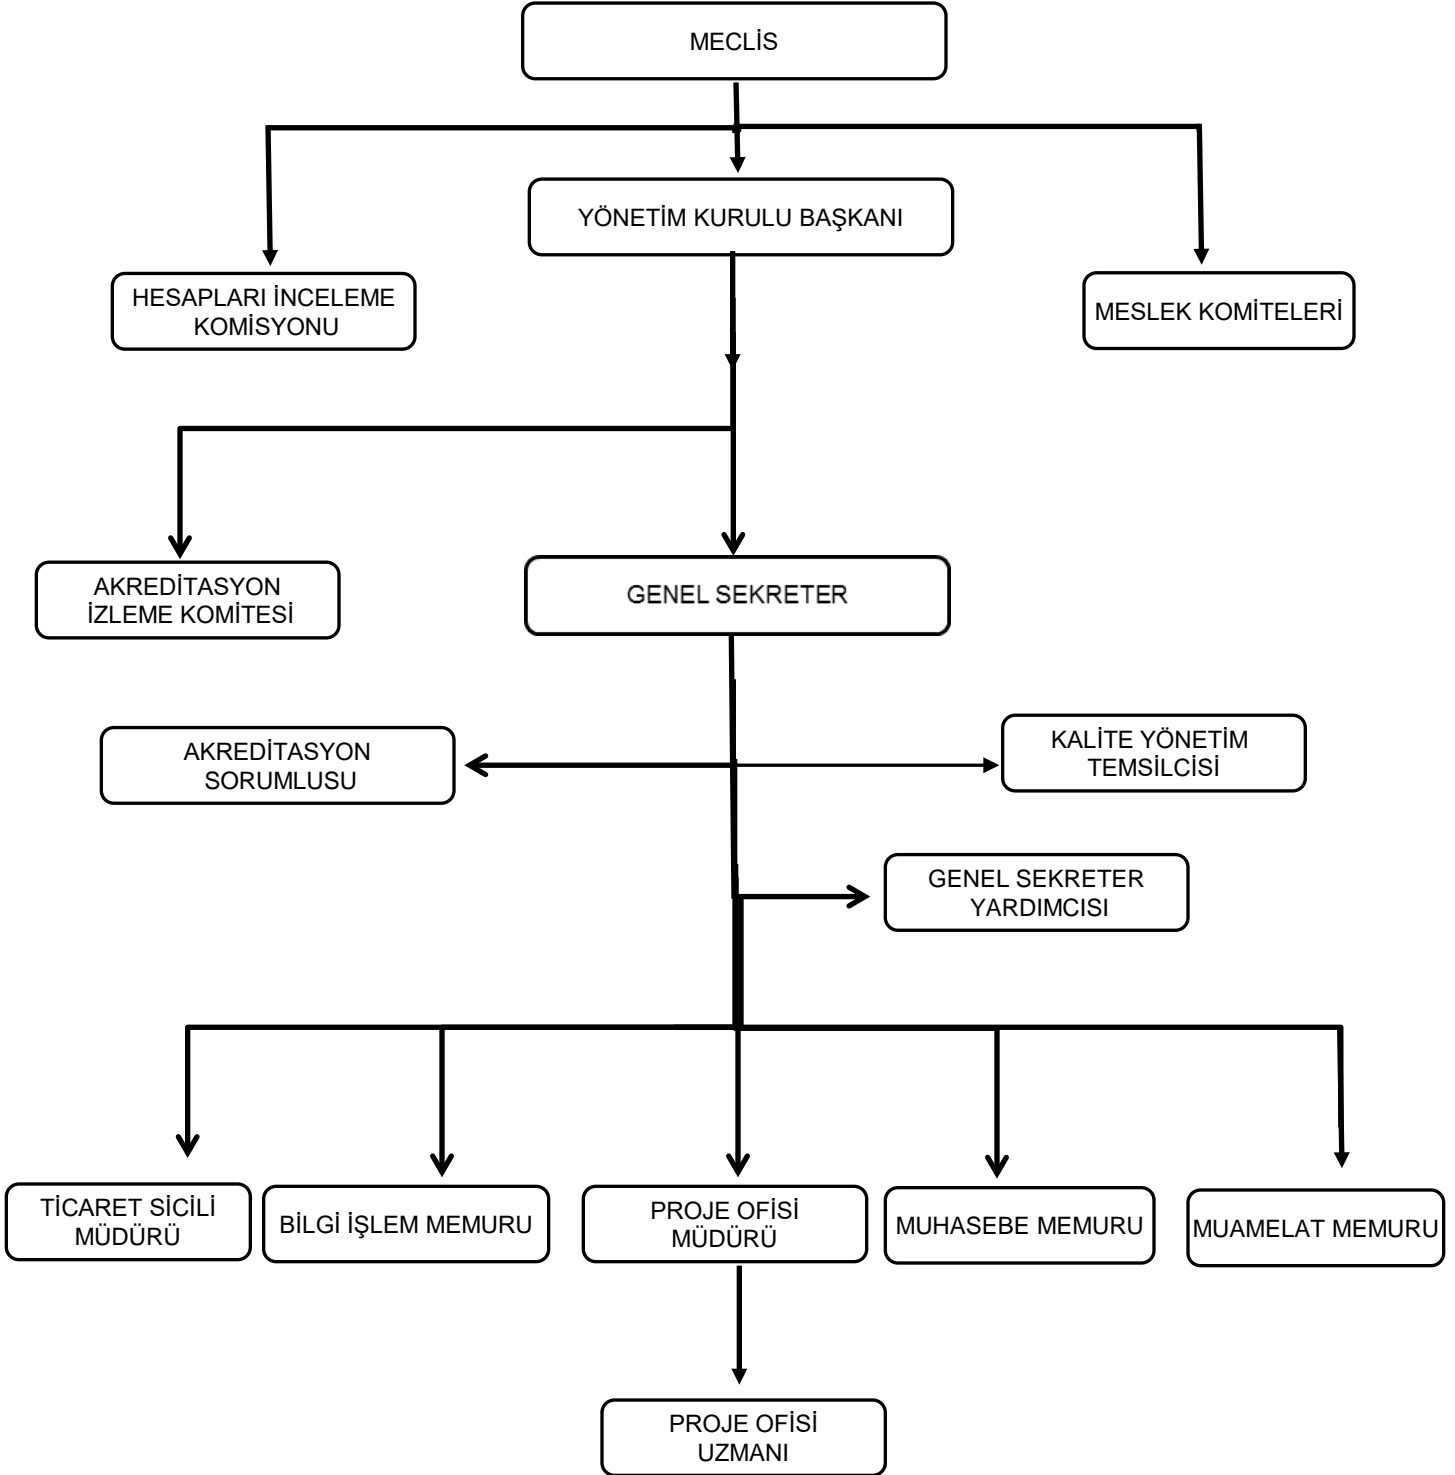 MECLİS
YÖNETİM KURULU BAŞKANI
HESAPLARI İNCELEME
KOMİSYONU
MESLEK KOMİTELERİ
AKREDİTASYON
İZLEME KOMİTESİ
GENEL SEKRETER
AKREDİTASYON
SORUMLUSU
KALİTE YÖNETİM
TEMSİLCİSİ
GENEL SEKRETER
YARDIMCISI
TİCARET SİCİLİ
MÜDÜRÜ
BİLGİ İŞLEM MEMURU
PROJE OFİSİ
MÜDÜRÜ
MUHASEBE MEMURU
MUAMELAT MEMURU
PROJE OFİSİ
UZMANI